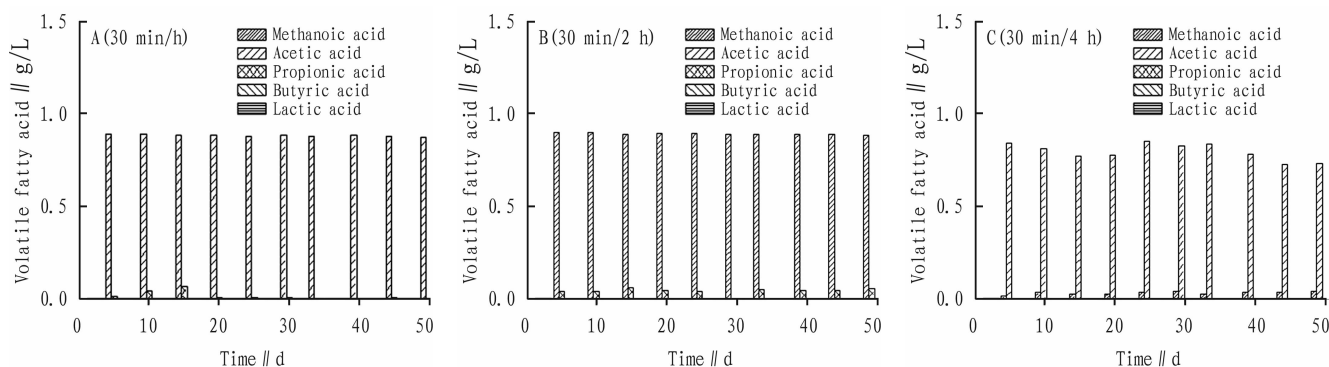 Volatile fatty acid // g/L
1.5
1.0
0.5
0.0
A(30 min/h)
Methanoic acid
Acetic acid
Propionic acid
Butyric acid
Lactic acid
0 10 20 30 40 50
Time // d
Volatile fatty acid // g/L
1.5
1.0
0.5
0.0
B(30 min/2 h)
Methanoic acid
Acetic acid
Propionic acid
Butyric acid
Lactic acid
0 10 20 30 40 50
Time // d
Volatile fatty acid // g/L
1.5
1.0
0.5
0.0
C(30 min/4 h)
Methanoic acid
Acetic acid
Propionic acid
Butyric acid
Lactic acid
0 10 20 30 40 50
Time // d